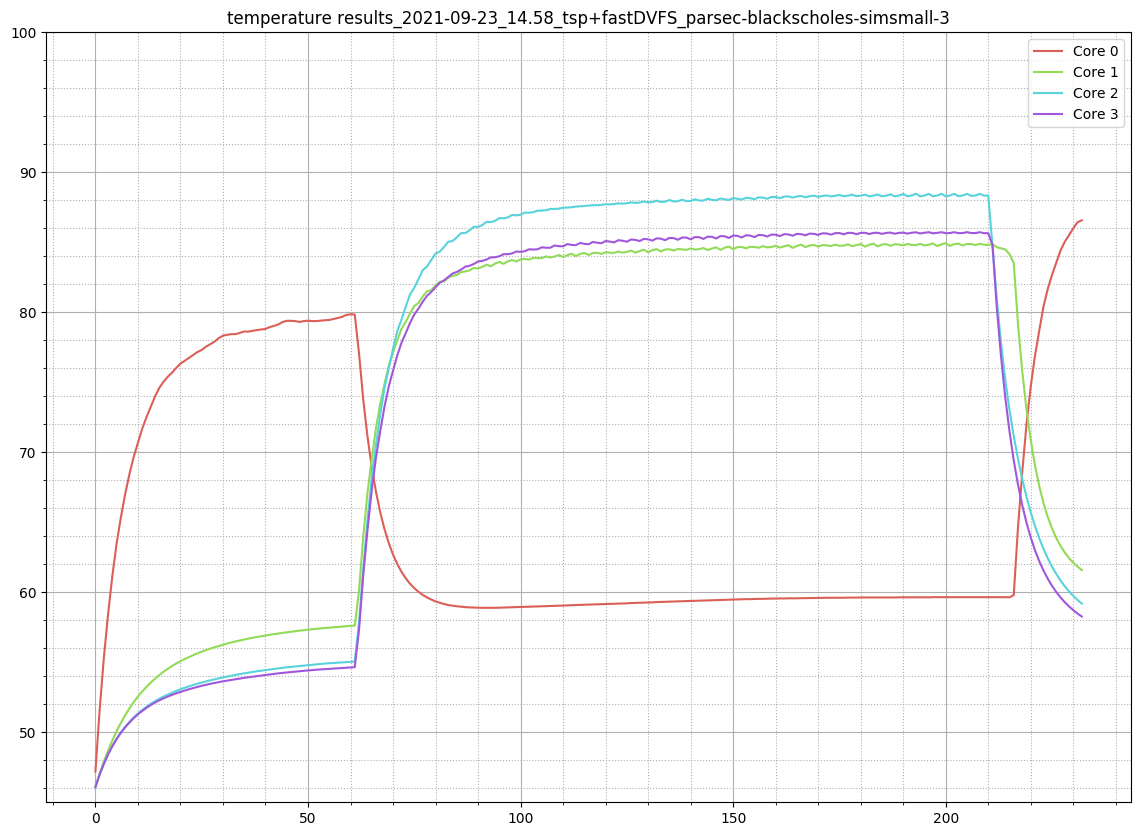 temperature results_2021-09-23_14.58_tsp+fastDVFS_parsec-blackscholes-simsmall-3
100
90
80
70
60
50
0
50
100
150
200
Core 0
Core 1
Core 2
Core 3